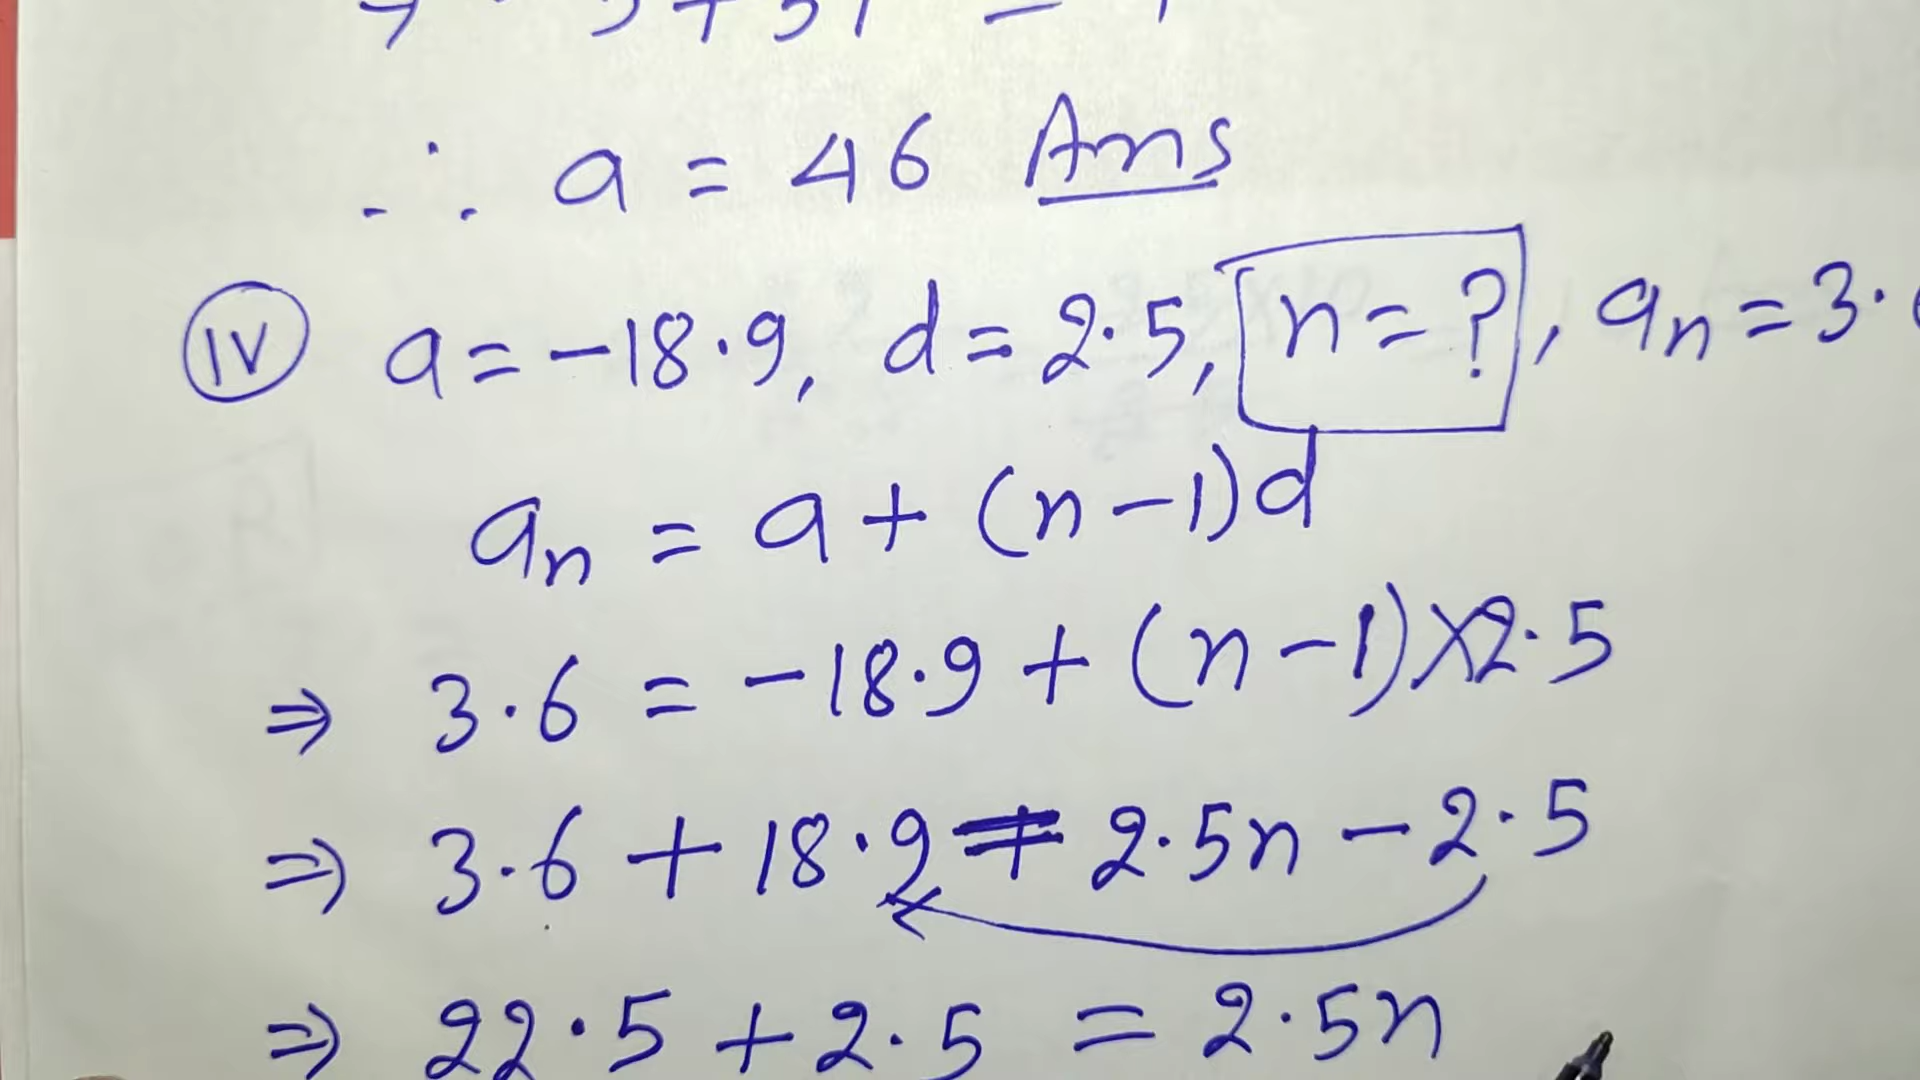 ∴ a = 46 Ans
(IV) a = -18.9, d = 2.5, n = ?, an = 3.
an = a + (n-1)d
⇒ 3.6 = -18.9 + (n-1)×2.5
⇒ 3.6 + 18.9 = 2.5n - 2.5
⇒ 22.5 + 2.5 = 2.5n